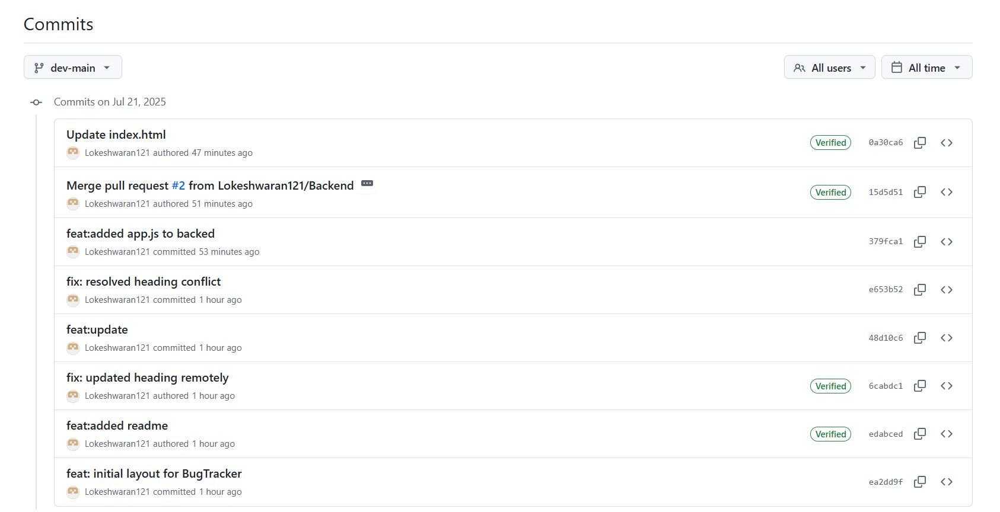 Commits
dev-main
All users
All time
Commits on Jul 21, 2025
Update index.html
Lokeshwaran121 authored 47 minutes ago
Verified
0a30ca6
Merge pull request #2 from Lokeshwaran121/Backend
Lokeshwaran121 authored 51 minutes ago
Verified
15d5d51
feat:added app.js to backed
Lokeshwaran121 committed 53 minutes ago
379fca1
fix: resolved heading conflict
Lokeshwaran121 committed 1 hour ago
e653b52
feat:update
Lokeshwaran121 committed 1 hour ago
48d10c6
fix: updated heading remotely
Lokeshwaran121 authored 1 hour ago
Verified
6cabdc1
feat:added readme
Lokeshwaran121 authored 1 hour ago
Verified
edabced
feat: initial layout for BugTracker
Lokeshwaran121 committed 1 hour ago
ea2dd9f